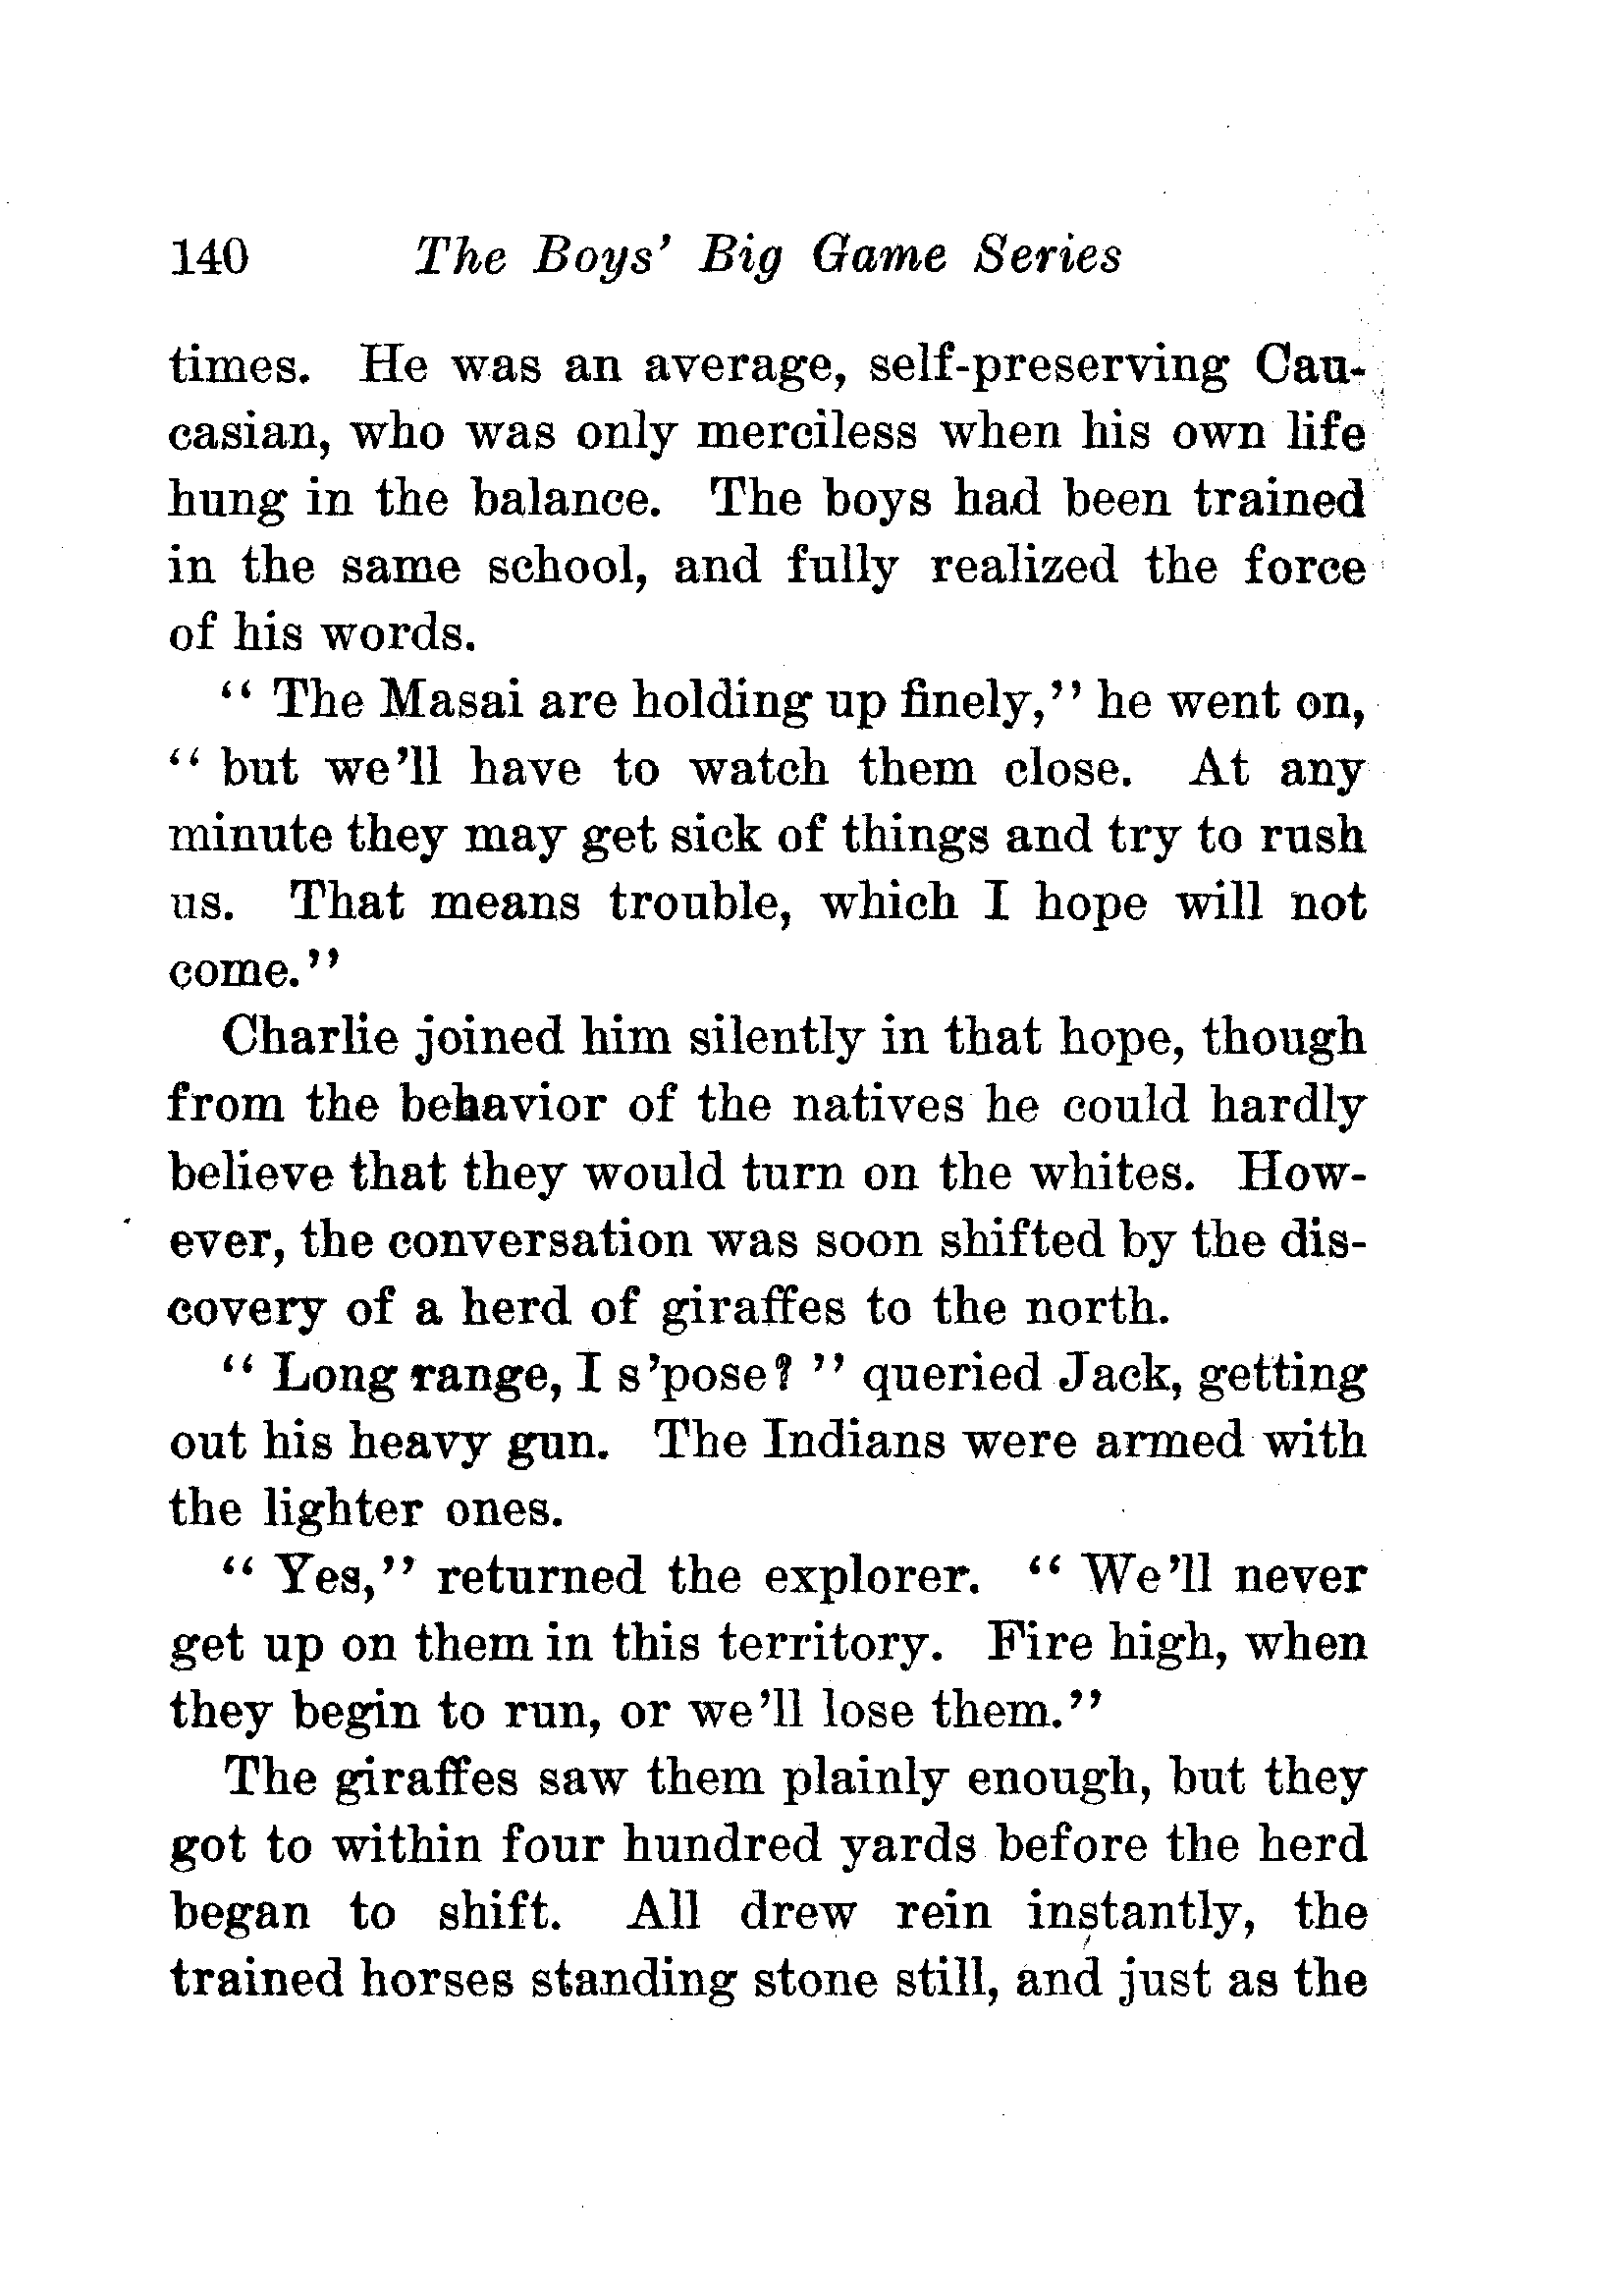 140 The Boys' Big Game Series
times. He was an average, self-preserving Cau-
casian, who was only merciless when his own life
hung in the balance. The boys had been trained
in the same school, and fully realized the force
of his words.
" The Masai are holding up finely," he went on,
" but we'll have to watch them close. At any
minute they may get sick of things and try to rush
us. That means trouble, which I hope will not
come."
Charlie joined him silently in that hope, though
from the behavior of the natives he could hardly
believe that they would turn on the whites. How-
ever, the conversation was soon shifted by the dis-
covery of a herd of giraffes to the north.
" Long range, I s'pose? " queried Jack, getting
out his heavy gun. The Indians were armed with
the lighter ones.
" Yes," returned the explorer. " We'll never
get up on them in this territory. Fire high, when
they begin to run, or we'll lose them."
The giraffes saw them plainly enough, but they
got to within four hundred yards before the herd
began to shift. All drew rein instantly, the
trained horses standing stone still, and just as the